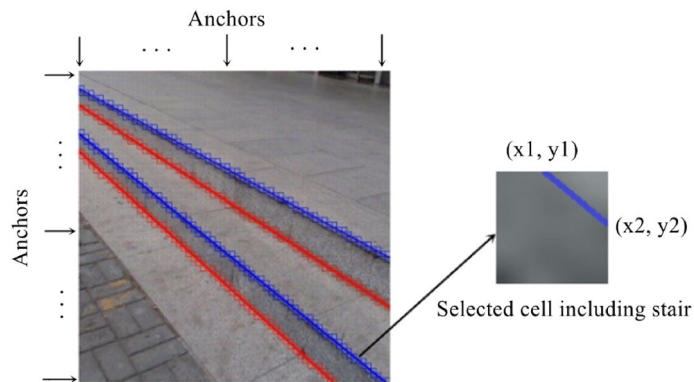 Anchors
. . .
. . .
Anchors
. . .
. . .
(x1, y1)
(x2, y2)
Selected cell including stair